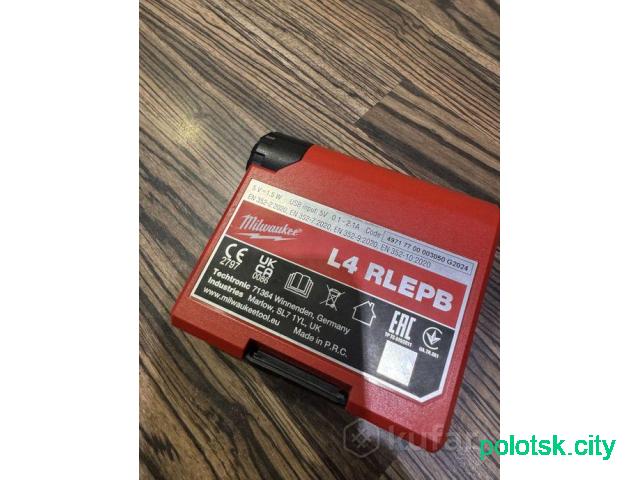 5 V⎓1.5 W USB input: 5V 0.1 - 2.1A Code: 4971 77 00 003050 G2024
EN 352-2:2020, EN 352-7:2020, EN 352-9:2020, EN 352-10:2020
Milwaukee
L4 RLEPB
CE
2797
UK
CA
0086
Techtronic
Industries
71364 Winnenden, Germany
Marlow, SL7 1YL, UK
www.milwaukeetool.eu
Made in P.R.C.
EAC
kufar
polotsk.city